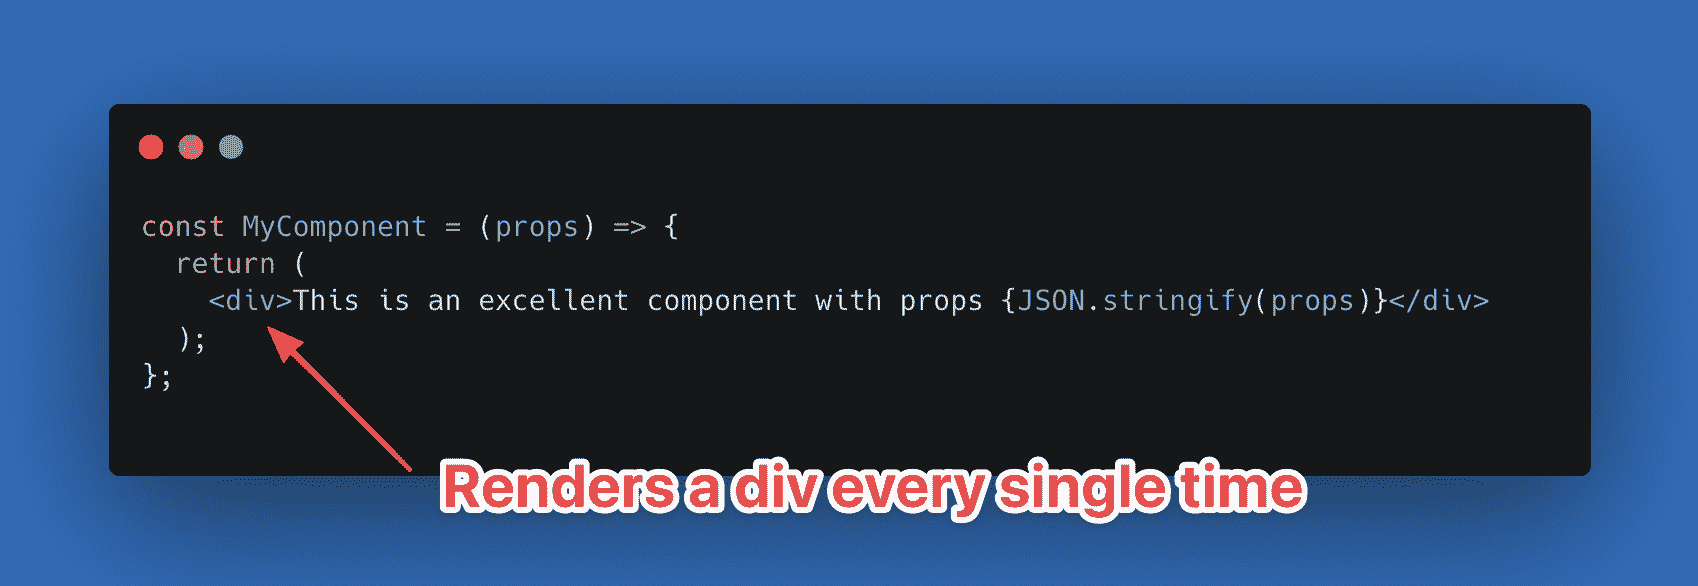 const MyComponent = (props) => {
  return (
    <div>This is an excellent component with props {JSON.stringify(props)}</div>
  );
};
Renders a div every single time